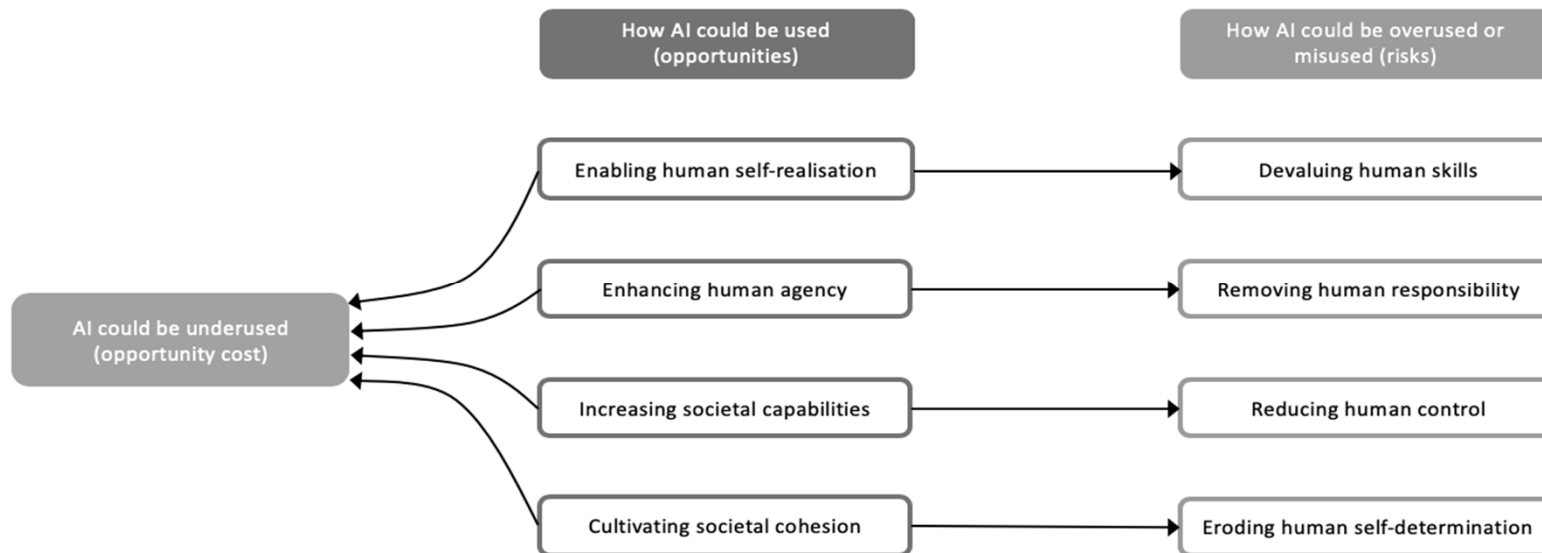 How AI could be used
(opportunities)
How AI could be overused or
misused (risks)
Enabling human self-realisation
Devaluing human skills
Enhancing human agency
Removing human responsibility
AI could be underused
(opportunity cost)
Increasing societal capabilities
Reducing human control
Cultivating societal cohesion
Eroding human self-determination